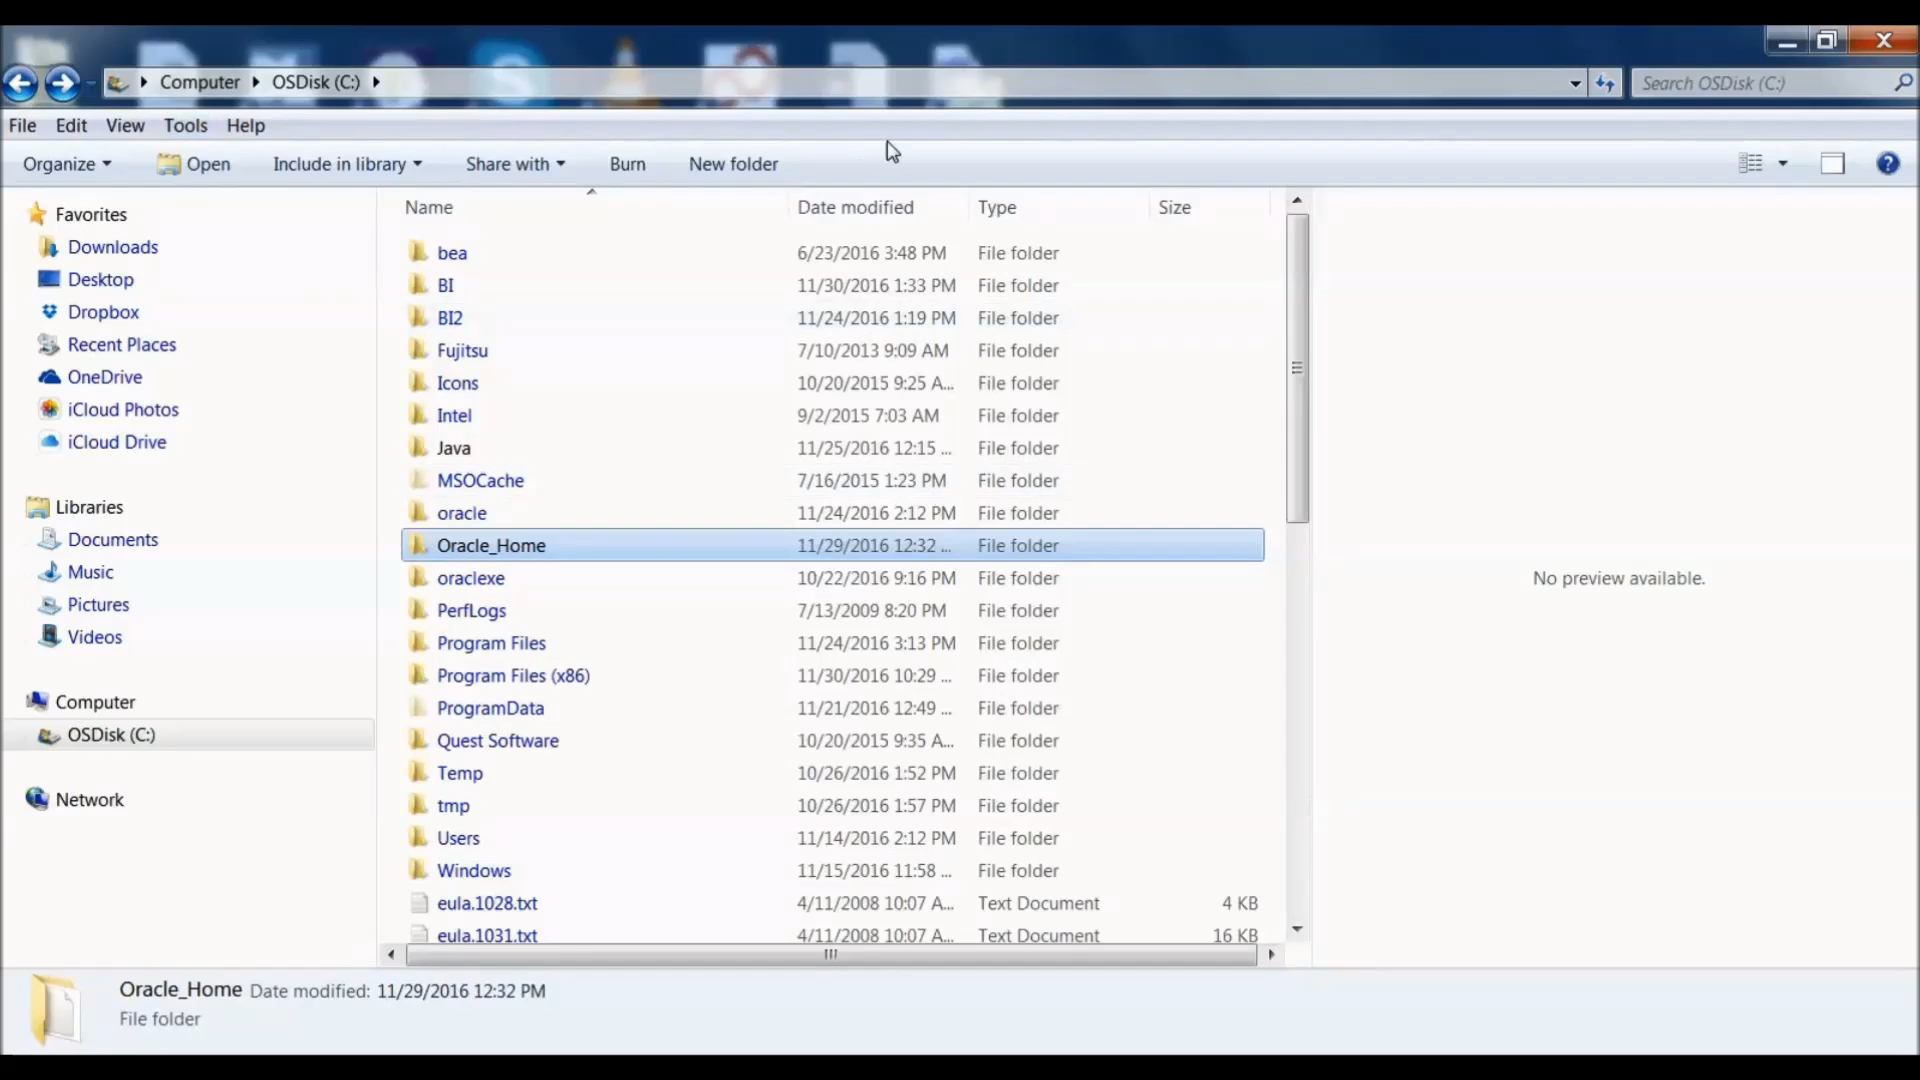 Computer OSDisk (C:)
Search OSDisk (C:)
File Edit View Tools Help
Organize Open Include in library Share with Burn New folder
Name Date modified Type Size
Favorites
Downloads
Desktop
Dropbox
Recent Places
OneDrive
iCloud Photos
iCloud Drive
Libraries
Documents
Music
Pictures
Videos
Computer
OSDisk (C:)
Network
bea 6/23/2016 3:48 PM File folder
BI 11/30/2016 1:33 PM File folder
BI2 11/24/2016 1:19 PM File folder
Fujitsu 7/10/2013 9:09 AM File folder
Icons 10/20/2015 9:25 A... File folder
Intel 9/2/2015 7:03 AM File folder
Java 11/25/2016 12:15 ... File folder
MSOCache 7/16/2015 1:23 PM File folder
oracle 11/24/2016 2:12 PM File folder
Oracle_Home 11/29/2016 12:32 ... File folder
oraclexe 10/22/2016 9:16 PM File folder
PerfLogs 7/13/2009 8:20 PM File folder
Program Files 11/24/2016 3:13 PM File folder
Program Files (x86) 11/30/2016 10:29 ... File folder
ProgramData 11/21/2016 12:49 ... File folder
Quest Software 10/20/2015 9:35 A... File folder
Temp 10/26/2016 1:52 PM File folder
tmp 10/26/2016 1:57 PM File folder
Users 11/14/2016 2:12 PM File folder
Windows 11/15/2016 11:58 ... File folder
eula.1028.txt 4/11/2008 10:07 A... Text Document 4 KB
eula.1031.txt 4/11/2008 10:07 A... Text Document 16 KB
No preview available.
Oracle_Home Date modified: 11/29/2016 12:32 PM
File folder